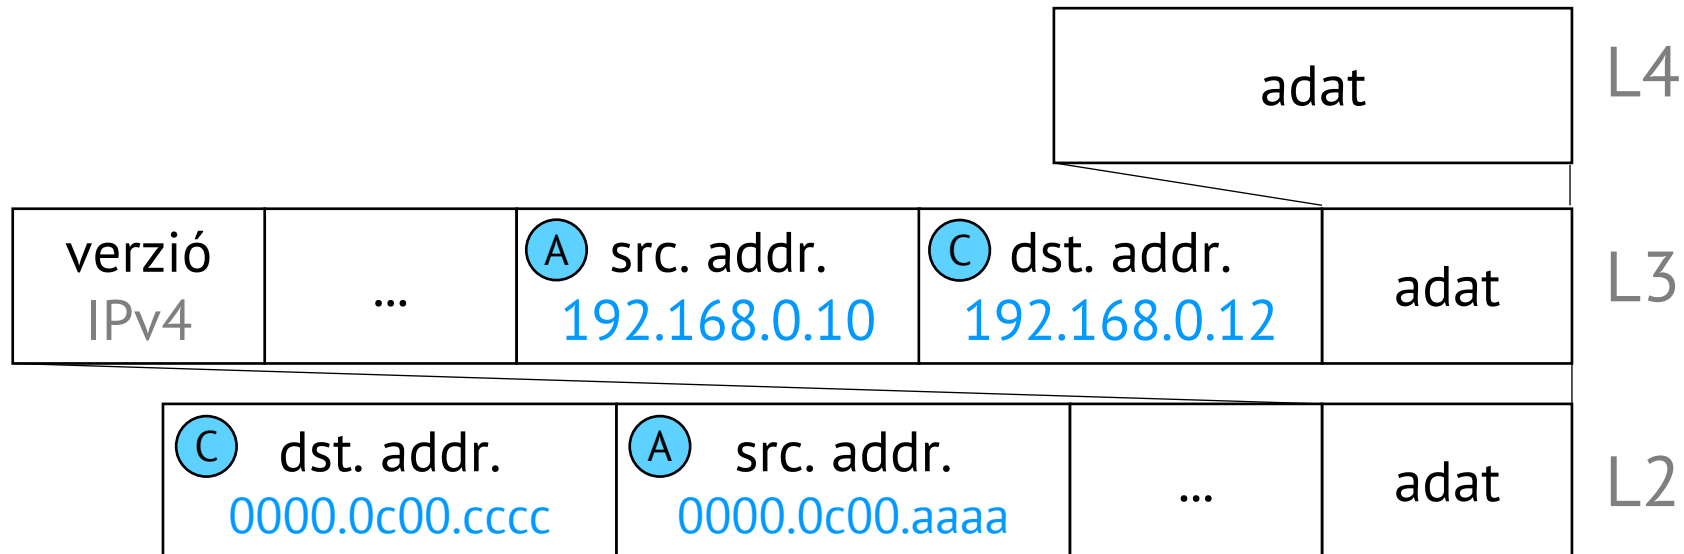 adat
L4
verzió
IPv4
...
A src. addr.
192.168.0.10
C dst. addr.
192.168.0.12
adat
L3
C dst. addr.
0000.0c00.cccc
A src. addr.
0000.0c00.aaaa
...
adat
L2